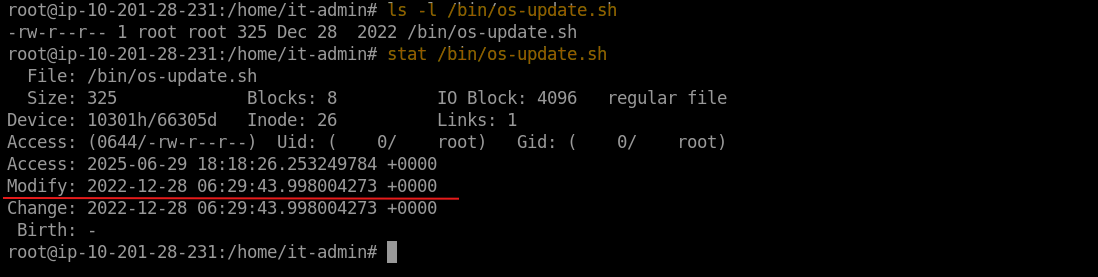 root@ip-10-201-28-231:/home/it-admin# ls -l /bin/os-update.sh
-rw-r--r-- 1 root root 325 Dec 28  2022 /bin/os-update.sh
root@ip-10-201-28-231:/home/it-admin# stat /bin/os-update.sh
  File: /bin/os-update.sh
  Size: 325             Blocks: 8          IO Block: 4096   regular file
Device: 10301h/66305d   Inode: 26          Links: 1
Access: (0644/-rw-r--r--)  Uid: (    0/    root)   Gid: (    0/    root)
Access: 2025-06-29 18:18:26.253249784 +0000
Modify: 2022-12-28 06:29:43.998004273 +0000
Change: 2022-12-28 06:29:43.998004273 +0000
 Birth: -
root@ip-10-201-28-231:/home/it-admin#